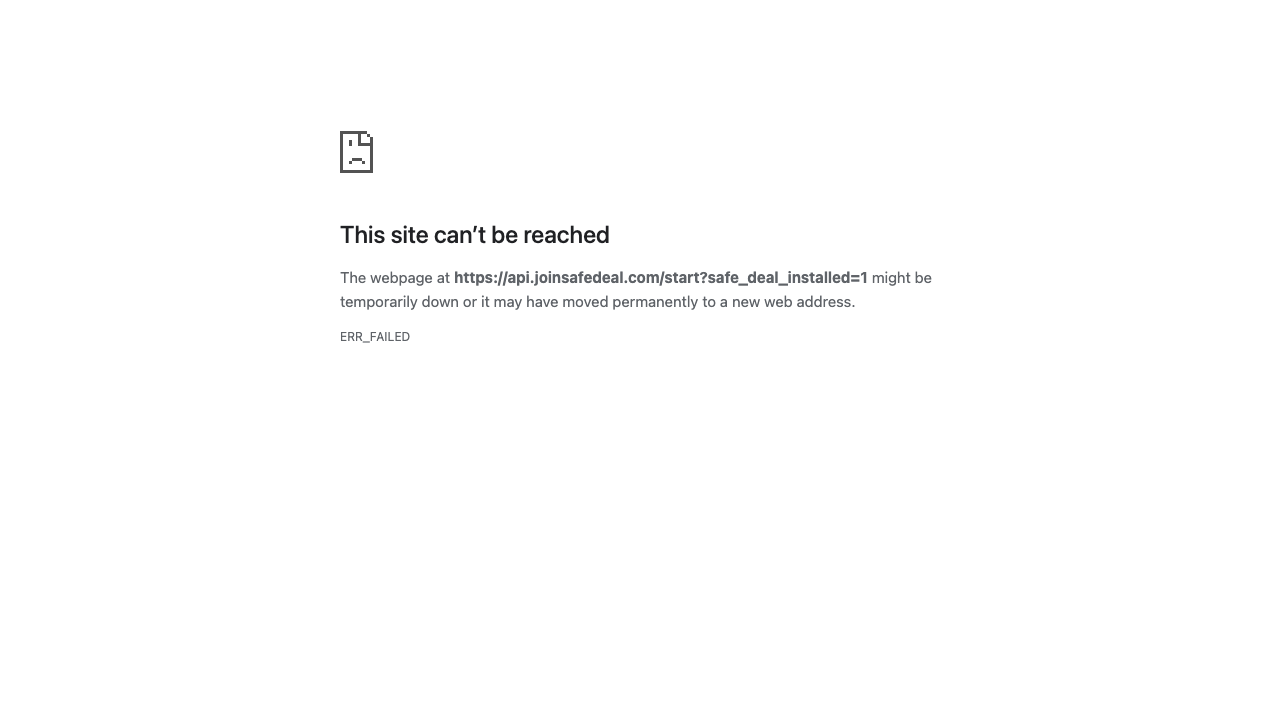 This site can’t be reached
The webpage at https://api.joinsafedeal.com/start?safe_deal_installed=1 might be
temporarily down or it may have moved permanently to a new web address.
ERR_FAILED